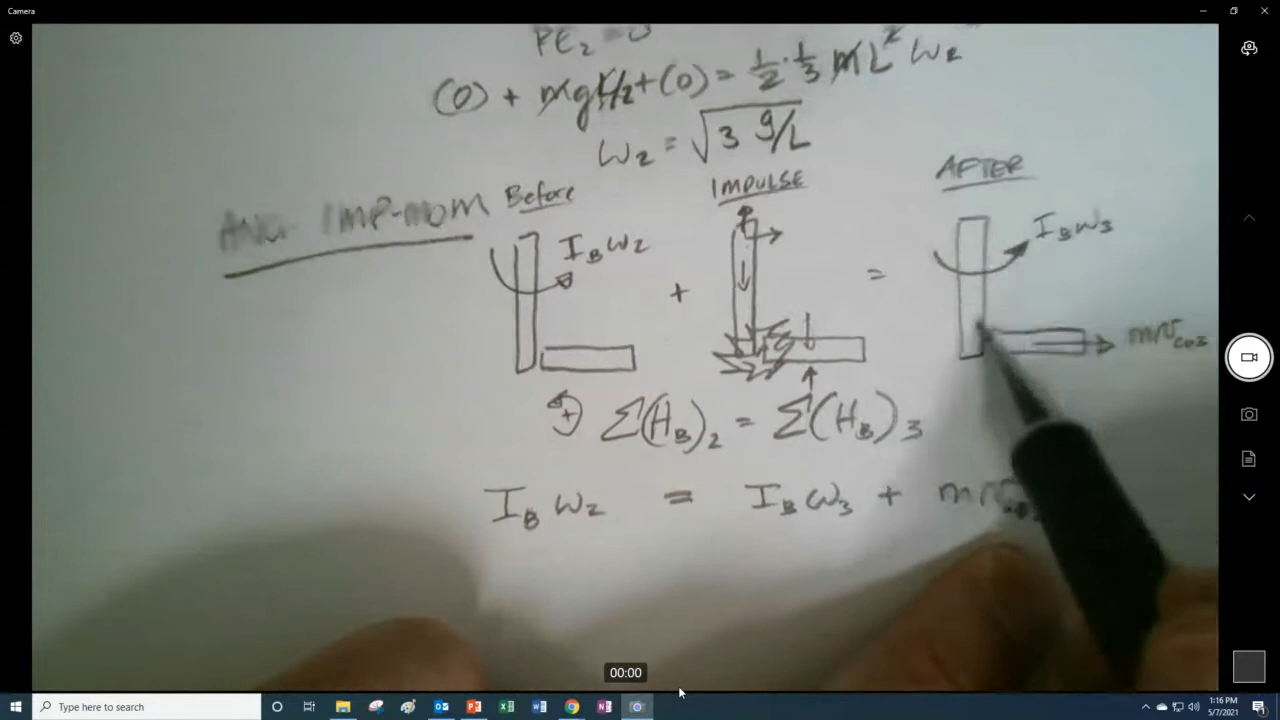 Camera
PE₂ = 0
(0) + mgL/2 + (0) = 1/2 · 1/3 mL² ω₂
ω₂ = √(3 g/L)
ANG. IMP-MOM
Before
IMPULSE
AFTER
I_B ω₂
+
=
I_B ω₃
↺+ Σ(H_B)₂ = Σ(H_B)₃
I_B ω₂ = I_B ω₃ +
00:00
Type here to search
1:16 PM
5/7/2021